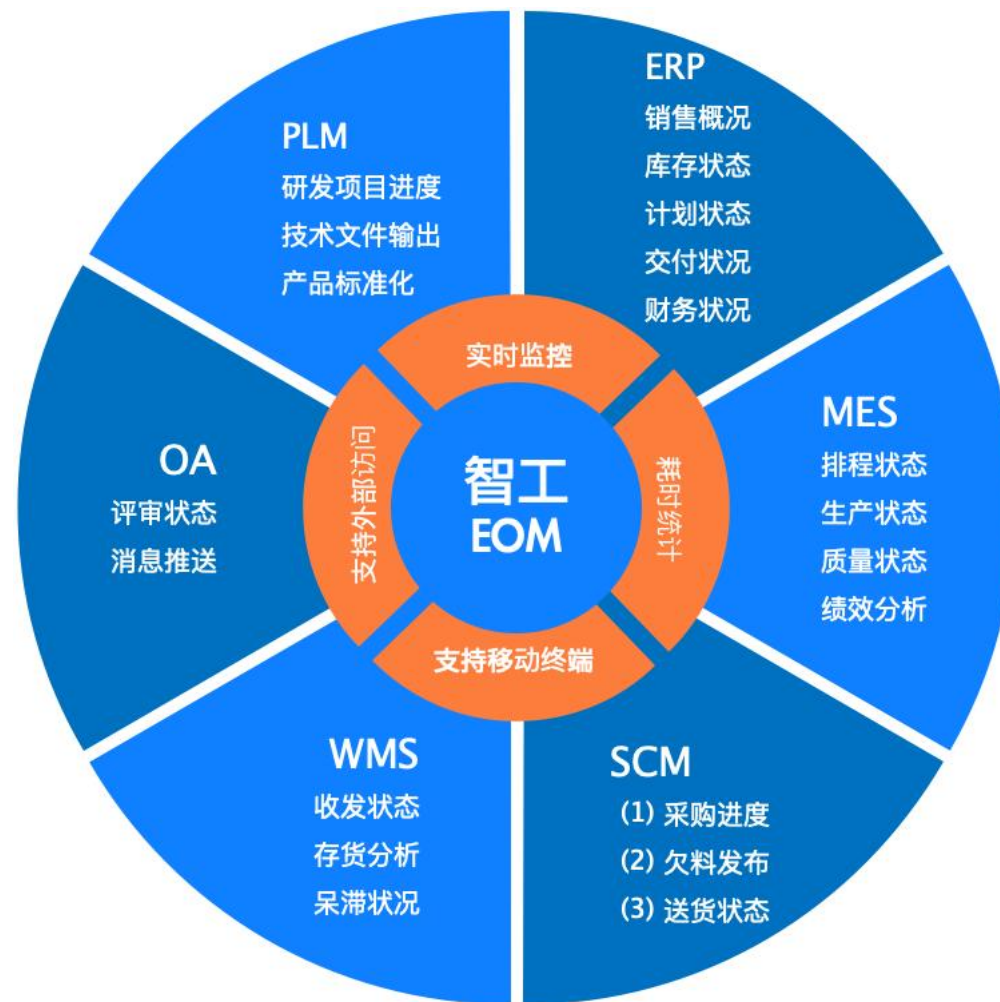 PLM
研发项目进度
技术文件输出
产品标准化
ERP
销售概况
库存状态
计划状态
交付状况
财务状况
MES
排程状态
生产状态
质量状态
绩效分析
SCM
(1) 采购进度
(2) 欠料发布
(3) 送货状态
WMS
收发状态
存货分析
呆滞状况
OA
评审状态
消息推送
实时监控
耗时统计
支持移动终端
支持外部访问
智工
EOM